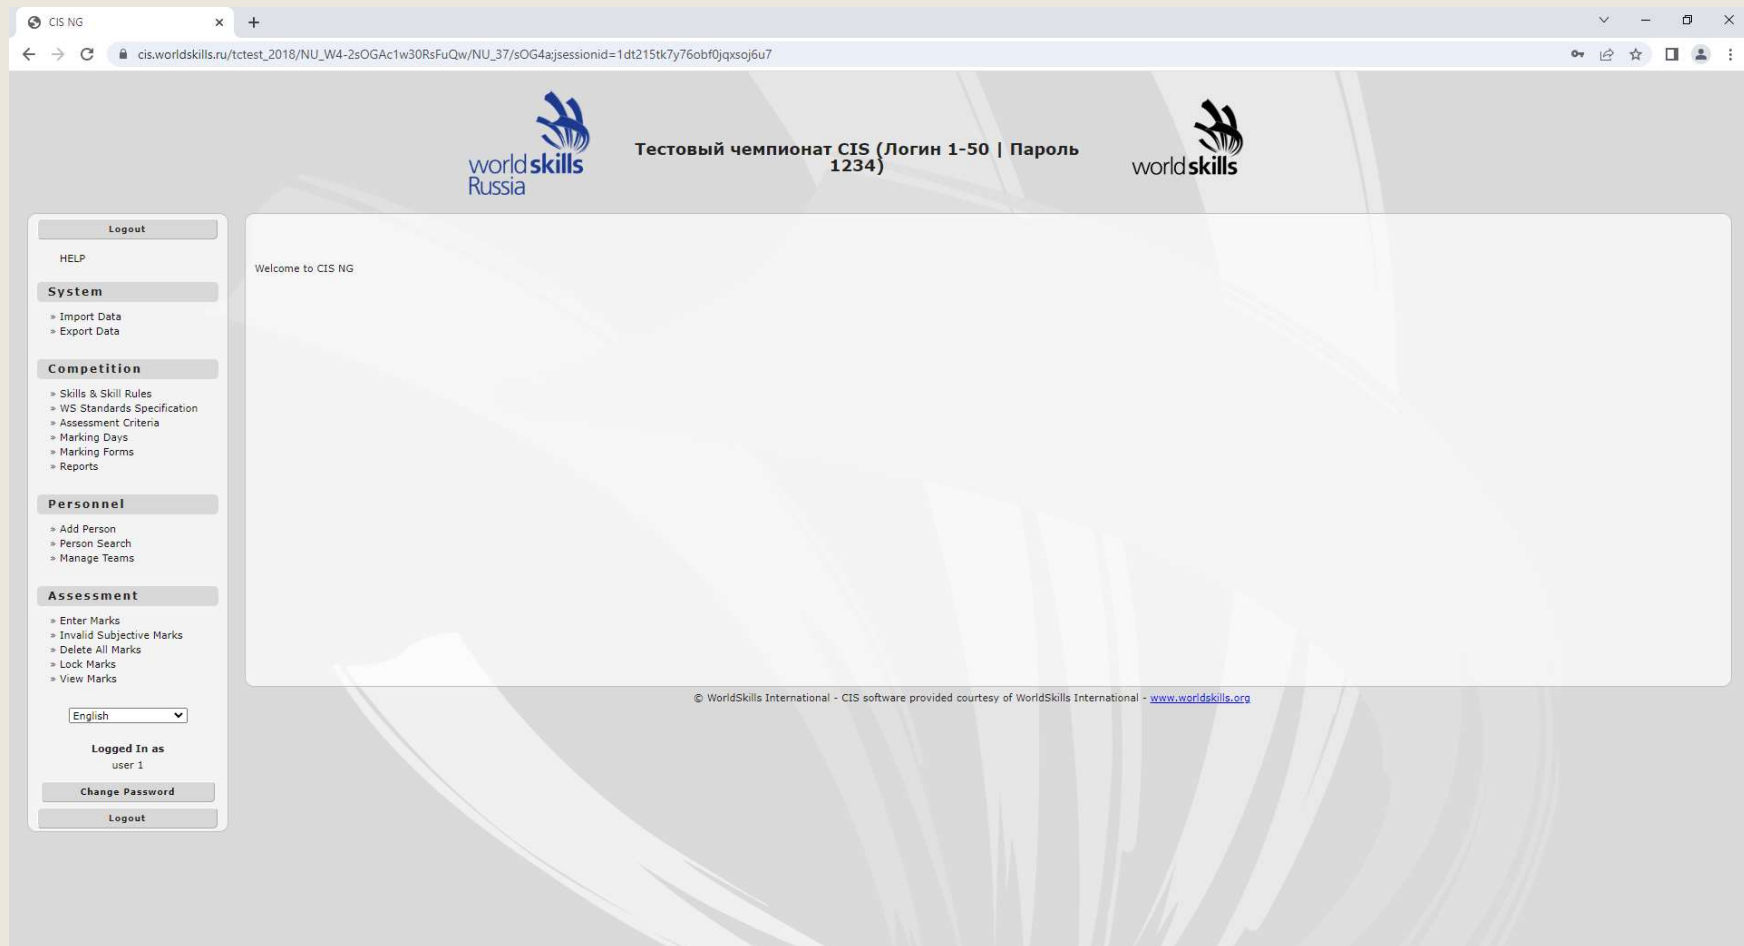 CIS NG
cis.worldskills.ru/tctest_2018/NU_W4-2sOGAc1w30RsFuQw/NU_37/sOG4a;jsessionid=1dt215tk7y76obf0jqxsoj6u7
worldskills
Russia
Тестовый чемпионат CIS (Логин 1-50 | Пароль
1234)
worldskills
Logout
HELP
System
» Import Data
» Export Data
Competition
» Skills & Skill Rules
» WS Standards Specification
» Assessment Criteria
» Marking Days
» Marking Forms
» Reports
Personnel
» Add Person
» Person Search
» Manage Teams
Assessment
» Enter Marks
» Invalid Subjective Marks
» Delete All Marks
» Lock Marks
» View Marks
English
Logged In as
user 1
Change Password
Logout
Welcome to CIS NG
© WorldSkills International - CIS software provided courtesy of WorldSkills International - www.worldskills.org